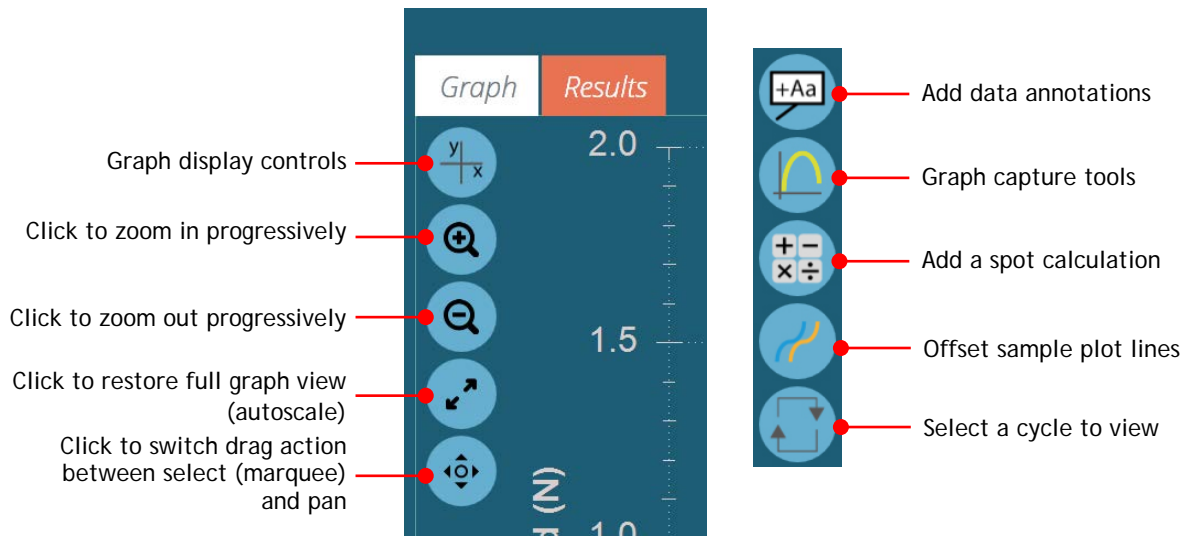 Graph Results
Graph display controls
y
x
2.0
Click to zoom in progressively
Click to zoom out progressively
1.5
Click to restore full graph view
(autoscale)
Click to switch drag action
between select (marquee)
and pan
(N)
1.0
+Aa
Add data annotations
Graph capture tools
+ −
× ÷
Add a spot calculation
Offset sample plot lines
Select a cycle to view